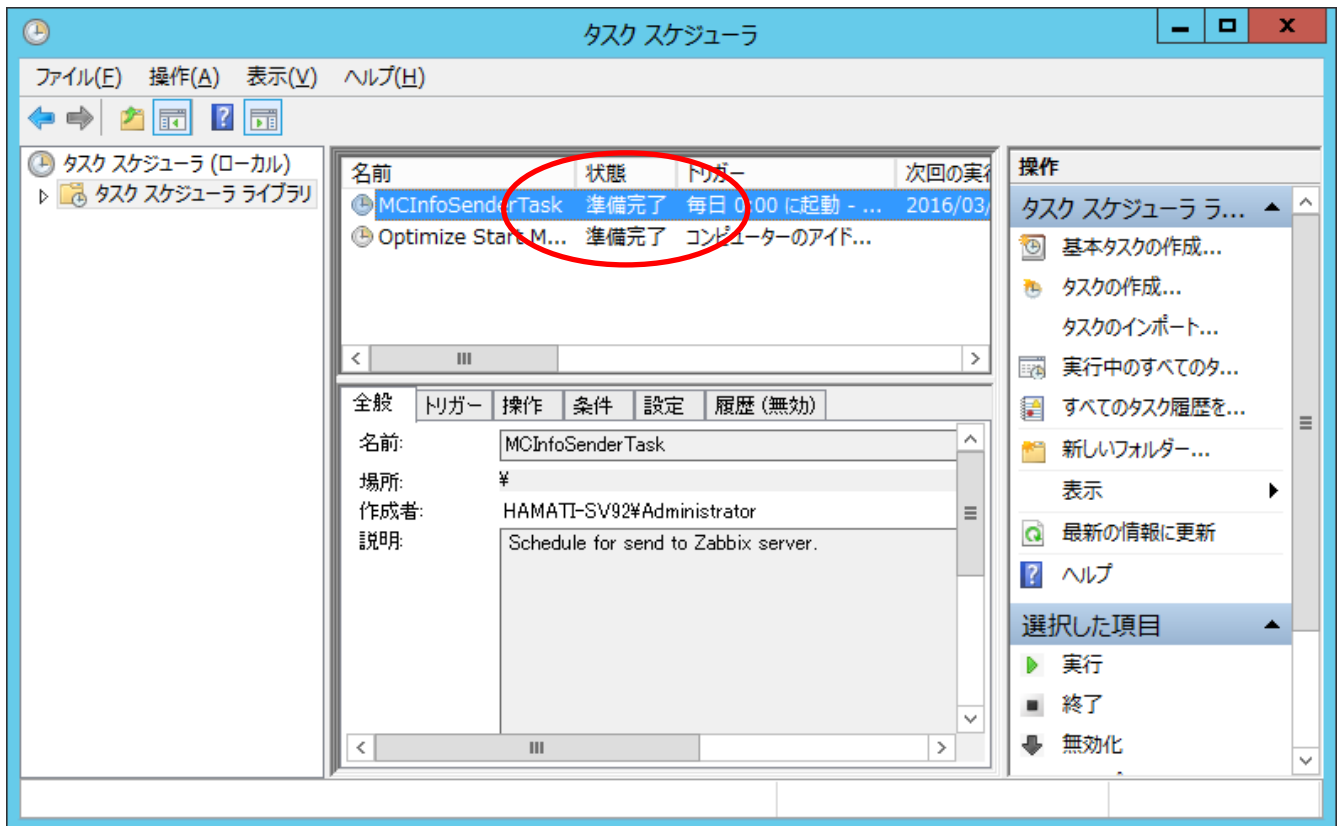 タスク スケジューラ
ファイル(F) 操作(A) 表示(V) ヘルプ(H)
タスク スケジューラ (ローカル)
タスク スケジューラ ライブラリ
名前 状態 トリガー 次回の実行
MCInfoSenderTask 準備完了 毎日 0:00 に起動 - ... 2016/03/
Optimize Start M... 準備完了 コンピューターのアイド...
全般 トリガー 操作 条件 設定 履歴 (無効)
名前: MCInfoSenderTask
場所: ¥
作成者: HAMATI-SV92¥Administrator
説明: Schedule for send to Zabbix server.
操作
タスク スケジューラ ラ...
基本タスクの作成...
タスクの作成...
タスクのインポート...
実行中のすべてのタ...
すべてのタスク履歴を...
新しいフォルダー...
表示
最新の情報に更新
ヘルプ
選択した項目
実行
終了
無効化